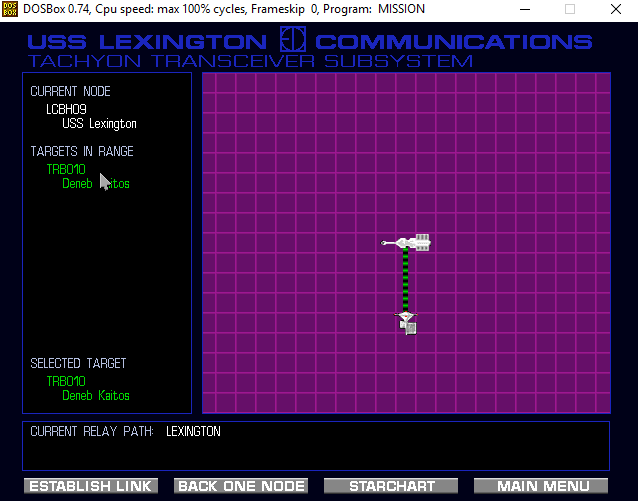 DOSBox 0.74, Cpu speed: max 100% cycles, Frameskip 0, Program: MISSION
USS LEXINGTON COMMUNICATIONS
TACHYON TRANSCEIVER SUBSYSTEM
CURRENT NODE
LCBH09
USS Lexington
TARGETS IN RANGE
TRB010
Deneb Kaitos
SELECTED TARGET
TRB010
Deneb Kaitos
CURRENT RELAY PATH: LEXINGTON
ESTABLISH LINK BACK ONE NODE STARCHART MAIN MENU